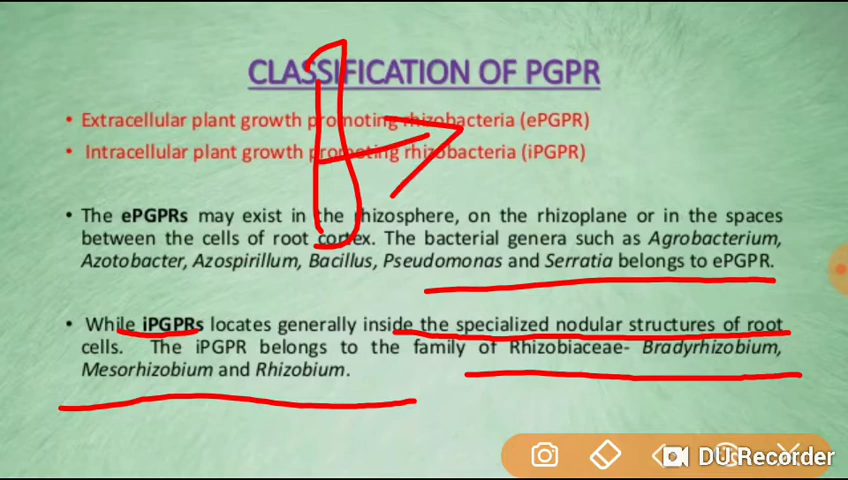 CLASSIFICATION OF PGPR
• Extracellular plant growth promoting rhizobacteria (ePGPR)
• Intracellular plant growth promoting rhizobacteria (iPGPR)
• The ePGPRs may exist in the rhizosphere, on the rhizoplane or in the spaces
between the cells of root cortex. The bacterial genera such as Agrobacterium,
Azotobacter, Azospirillum, Bacillus, Pseudomonas and Serratia belongs to ePGPR.
• While iPGPRs locates generally inside the specialized nodular structures of root
cells. The iPGPR belongs to the family of Rhizobiaceae- Bradyrhizobium,
Mesorhizobium and Rhizobium.
DU Recorder